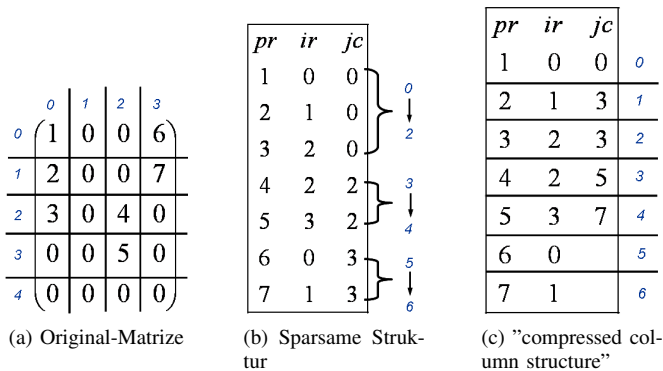 0 1 2 3
0 1 0 0 6
1 2 0 0 7
2 3 0 4 0
3 0 0 5 0
4 0 0 0 0
(a) Original-Matrize
pr ir jc
1 0 0
2 1 0
3 2 0
4 2 2
5 3 2
6 0 3
7 1 3
0
2
3
4
5
6
(b) Sparsame Struk-
tur
pr ir jc
1 0 0 0
2 1 3 1
3 2 3 2
4 2 5 3
5 3 7 4
6 0 5
7 1 6
(c) "compressed col-
umn structure"